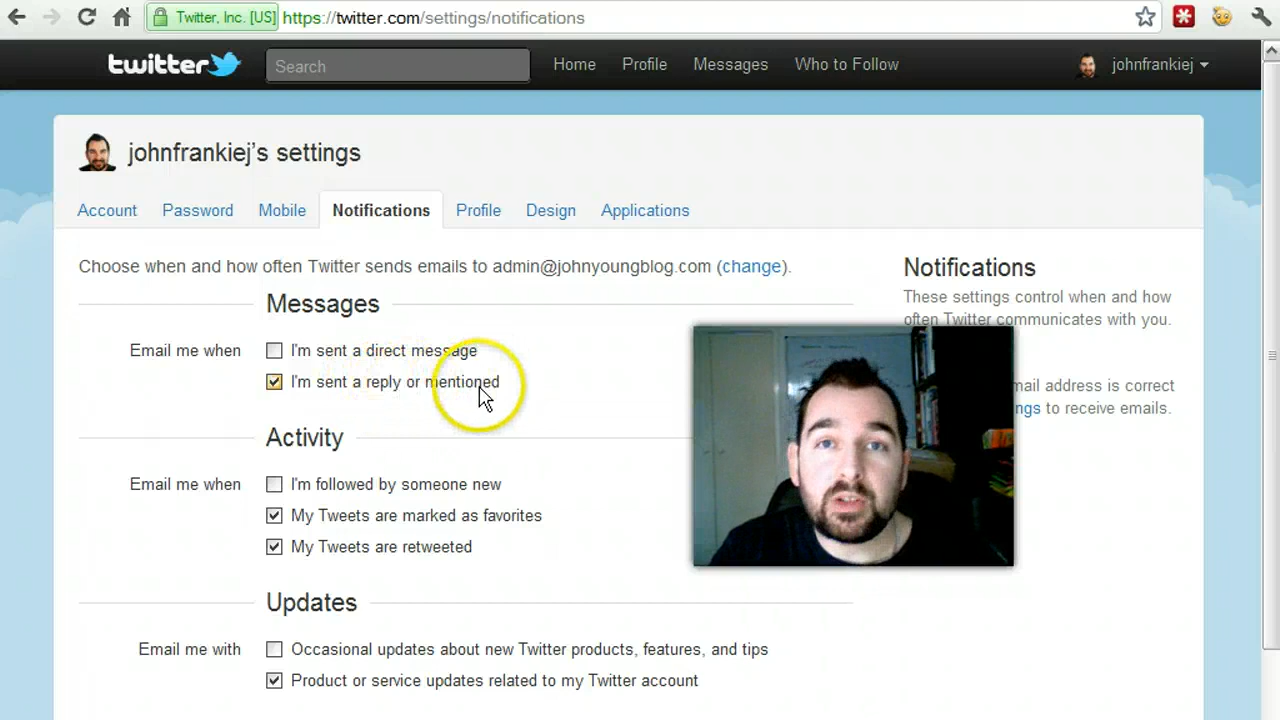 Twitter, Inc. [US] https://twitter.com/settings/notifications
twitter Search Home Profile Messages Who to Follow johnfrankiej
johnfrankiej's settings
Account Password Mobile Notifications Profile Design Applications
Choose when and how often Twitter sends emails to admin@johnyoungblog.com (change).
Messages
Email me when I'm sent a direct message
I'm sent a reply or mentioned
Activity
Email me when I'm followed by someone new
My Tweets are marked as favorites
My Tweets are retweeted
Updates
Email me with Occasional updates about new Twitter products, features, and tips
Product or service updates related to my Twitter account
Notifications
These settings control when and how
often Twitter communicates with you.
mail address is correct
ngs to receive emails.